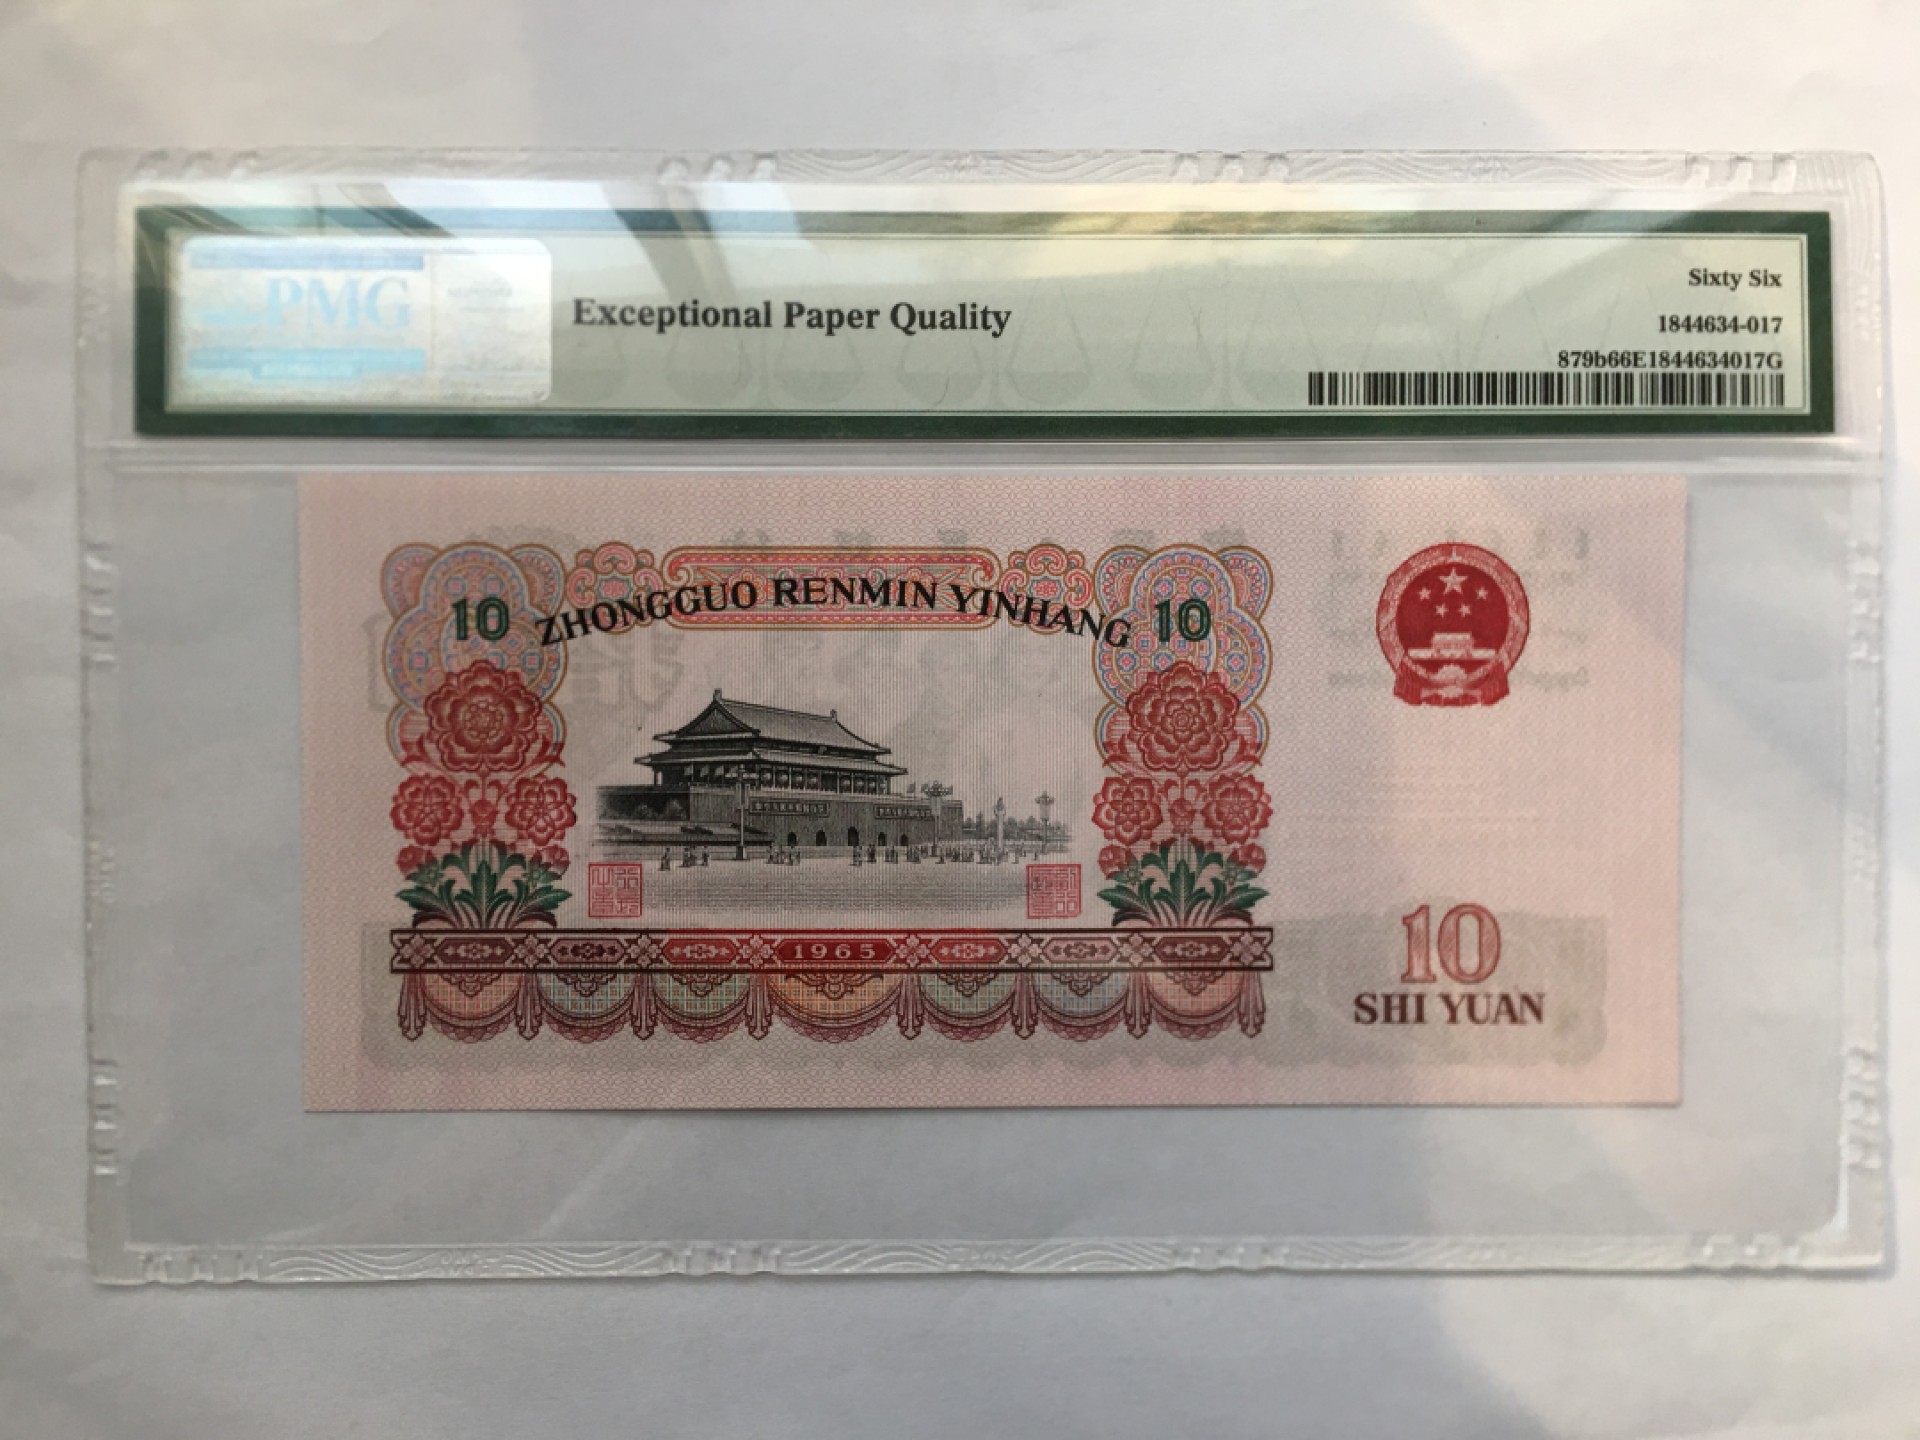 PMG
Exceptional Paper Quality
Sixty Six
1844634-017
879b66E1844634017G
10 ZHONGGUO RENMIN YINHANG 10
1965
10
SHI YUAN